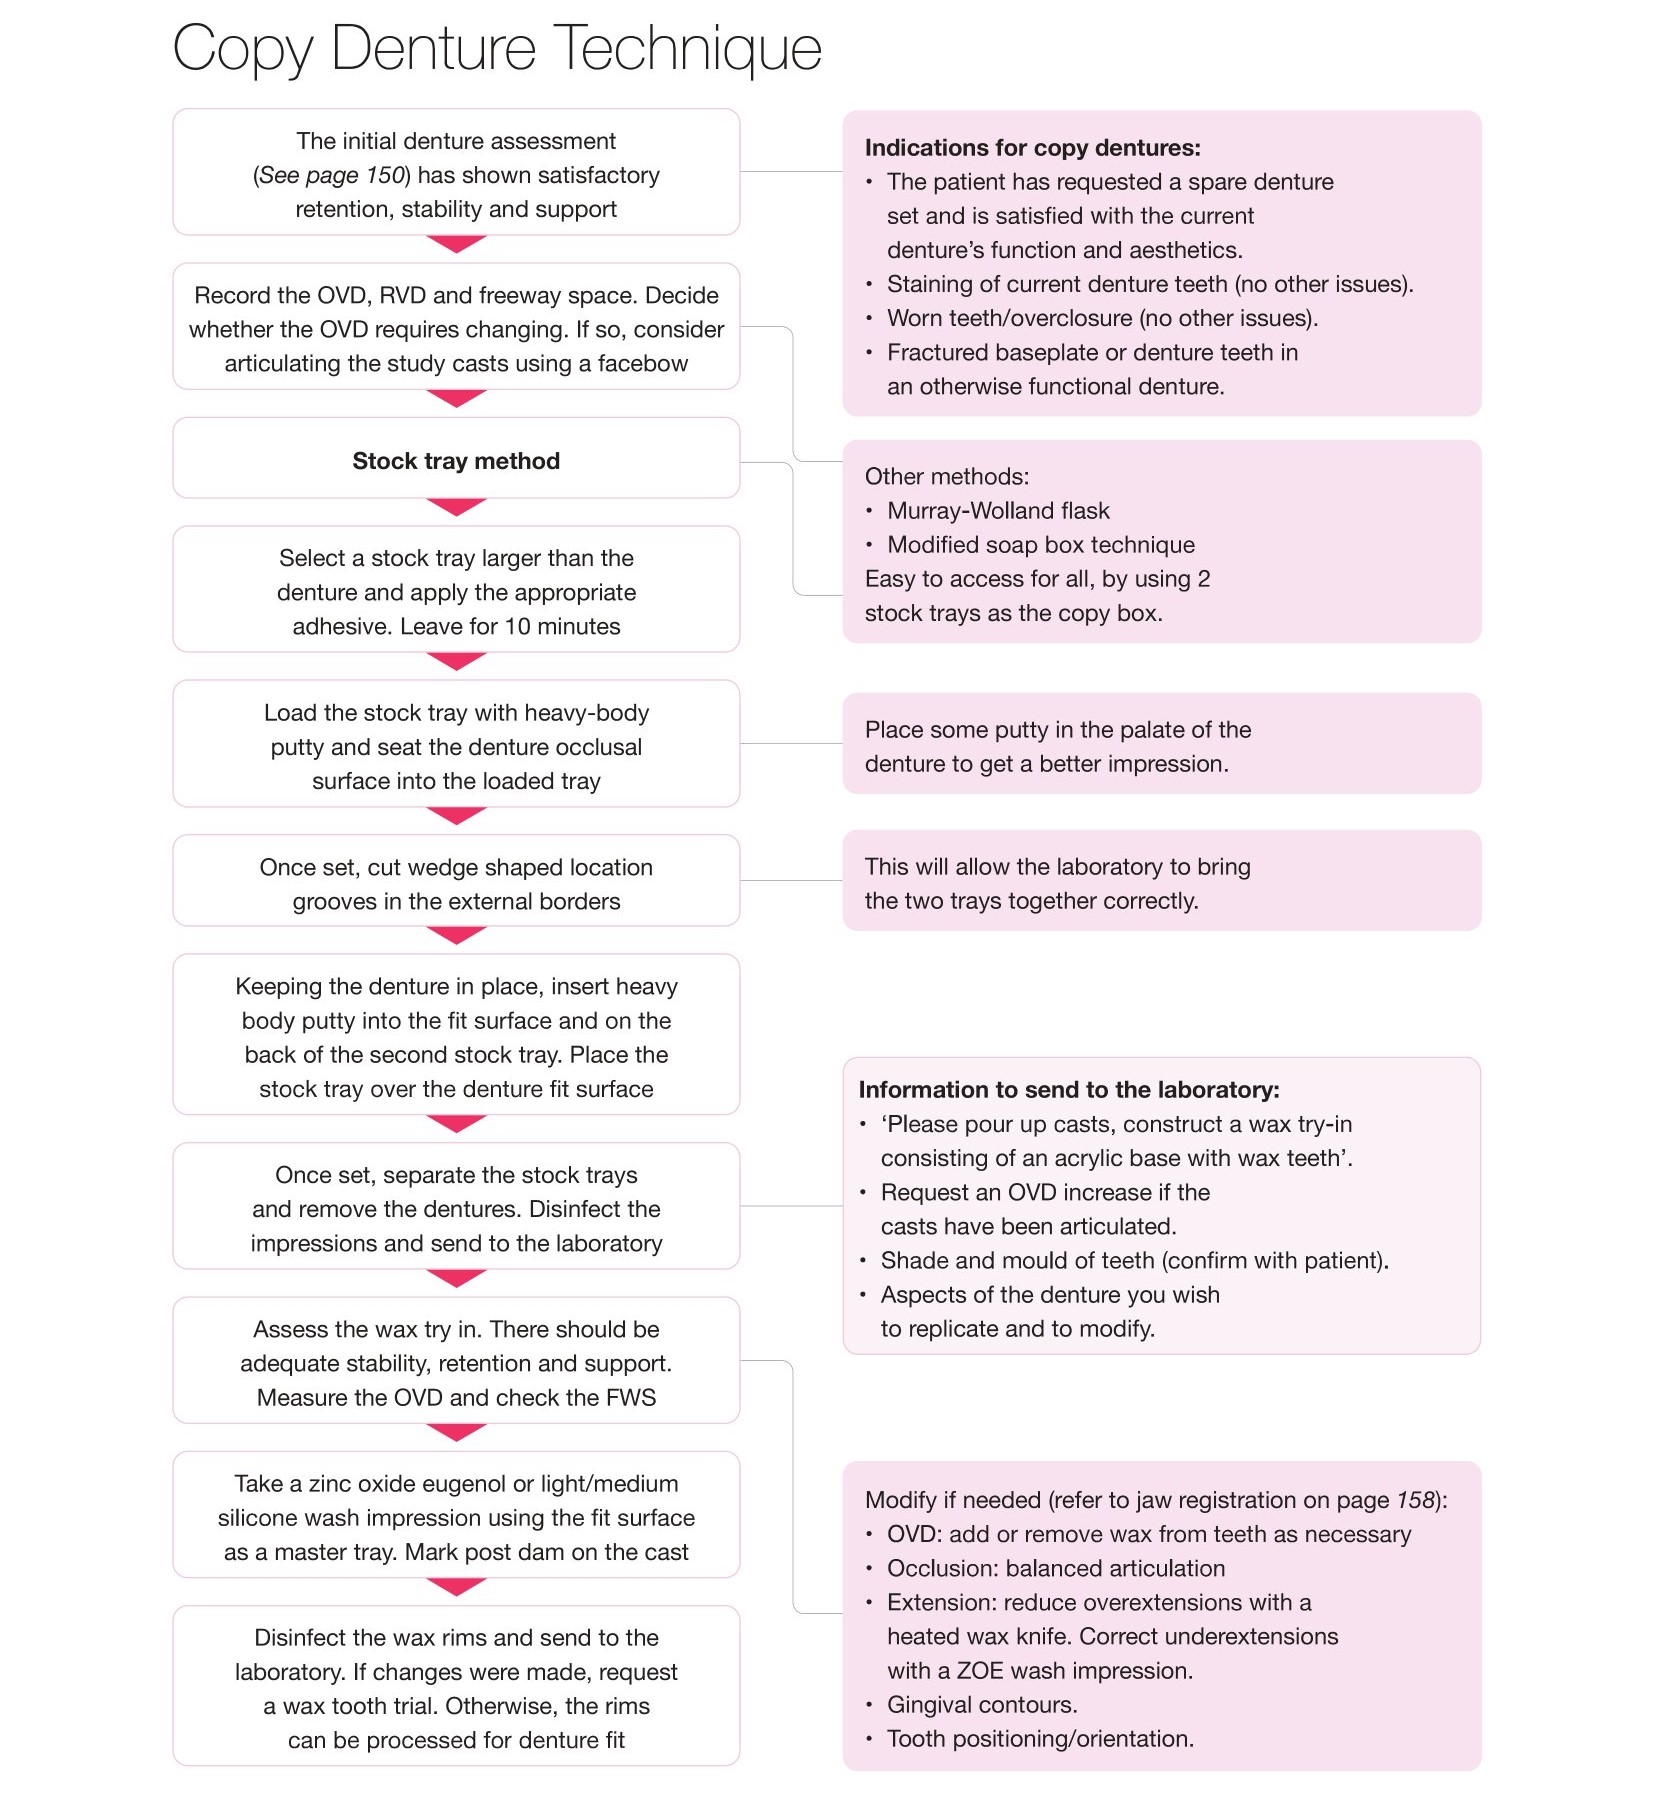 Copy Denture Technique
The initial denture assessment
(See page 150) has shown satisfactory
retention, stability and support
Indications for copy dentures:
• The patient has requested a spare denture
set and is satisfied with the current
denture’s function and aesthetics.
• Staining of current denture teeth (no other issues).
• Worn teeth/overclosure (no other issues).
• Fractured baseplate or denture teeth in
an otherwise functional denture.
Record the OVD, RVD and freeway space. Decide
whether the OVD requires changing. If so, consider
articulating the study casts using a facebow
Stock tray method
Other methods:
• Murray-Wolland flask
• Modified soap box technique
Easy to access for all, by using 2
stock trays as the copy box.
Select a stock tray larger than the
denture and apply the appropriate
adhesive. Leave for 10 minutes
Load the stock tray with heavy-body
putty and seat the denture occlusal
surface into the loaded tray
Place some putty in the palate of the
denture to get a better impression.
Once set, cut wedge shaped location
grooves in the external borders
This will allow the laboratory to bring
the two trays together correctly.
Keeping the denture in place, insert heavy
body putty into the fit surface and on the
back of the second stock tray. Place the
stock tray over the denture fit surface
Once set, separate the stock trays
and remove the dentures. Disinfect the
impressions and send to the laboratory
Information to send to the laboratory:
• ‘Please pour up casts, construct a wax try-in
consisting of an acrylic base with wax teeth’.
• Request an OVD increase if the
casts have been articulated.
• Shade and mould of teeth (confirm with patient).
• Aspects of the denture you wish
to replicate and to modify.
Assess the wax try in. There should be
adequate stability, retention and support.
Measure the OVD and check the FWS
Take a zinc oxide eugenol or light/medium
silicone wash impression using the fit surface
as a master tray. Mark post dam on the cast
Modify if needed (refer to jaw registration on page 158):
• OVD: add or remove wax from teeth as necessary
• Occlusion: balanced articulation
• Extension: reduce overextensions with a
heated wax knife. Correct underextensions
with a ZOE wash impression.
• Gingival contours.
• Tooth positioning/orientation.
Disinfect the wax rims and send to the
laboratory. If changes were made, request
a wax tooth trial. Otherwise, the rims
can be processed for denture fit